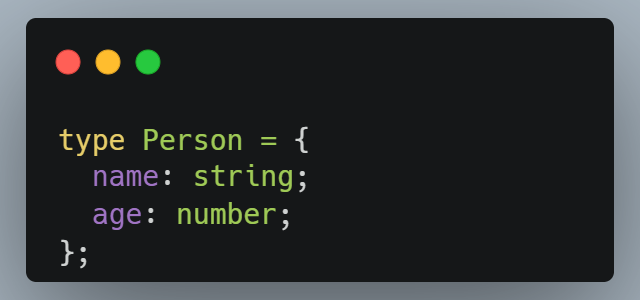 type Person = {
  name: string;
  age: number;
};